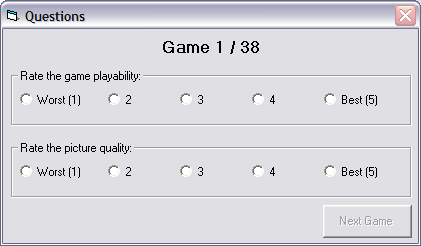 Questions
Game 1 / 38
Rate the game playability:
Worst (1) 2 3 4 Best (5)
Rate the picture quality:
Worst (1) 2 3 4 Best (5)
Next Game